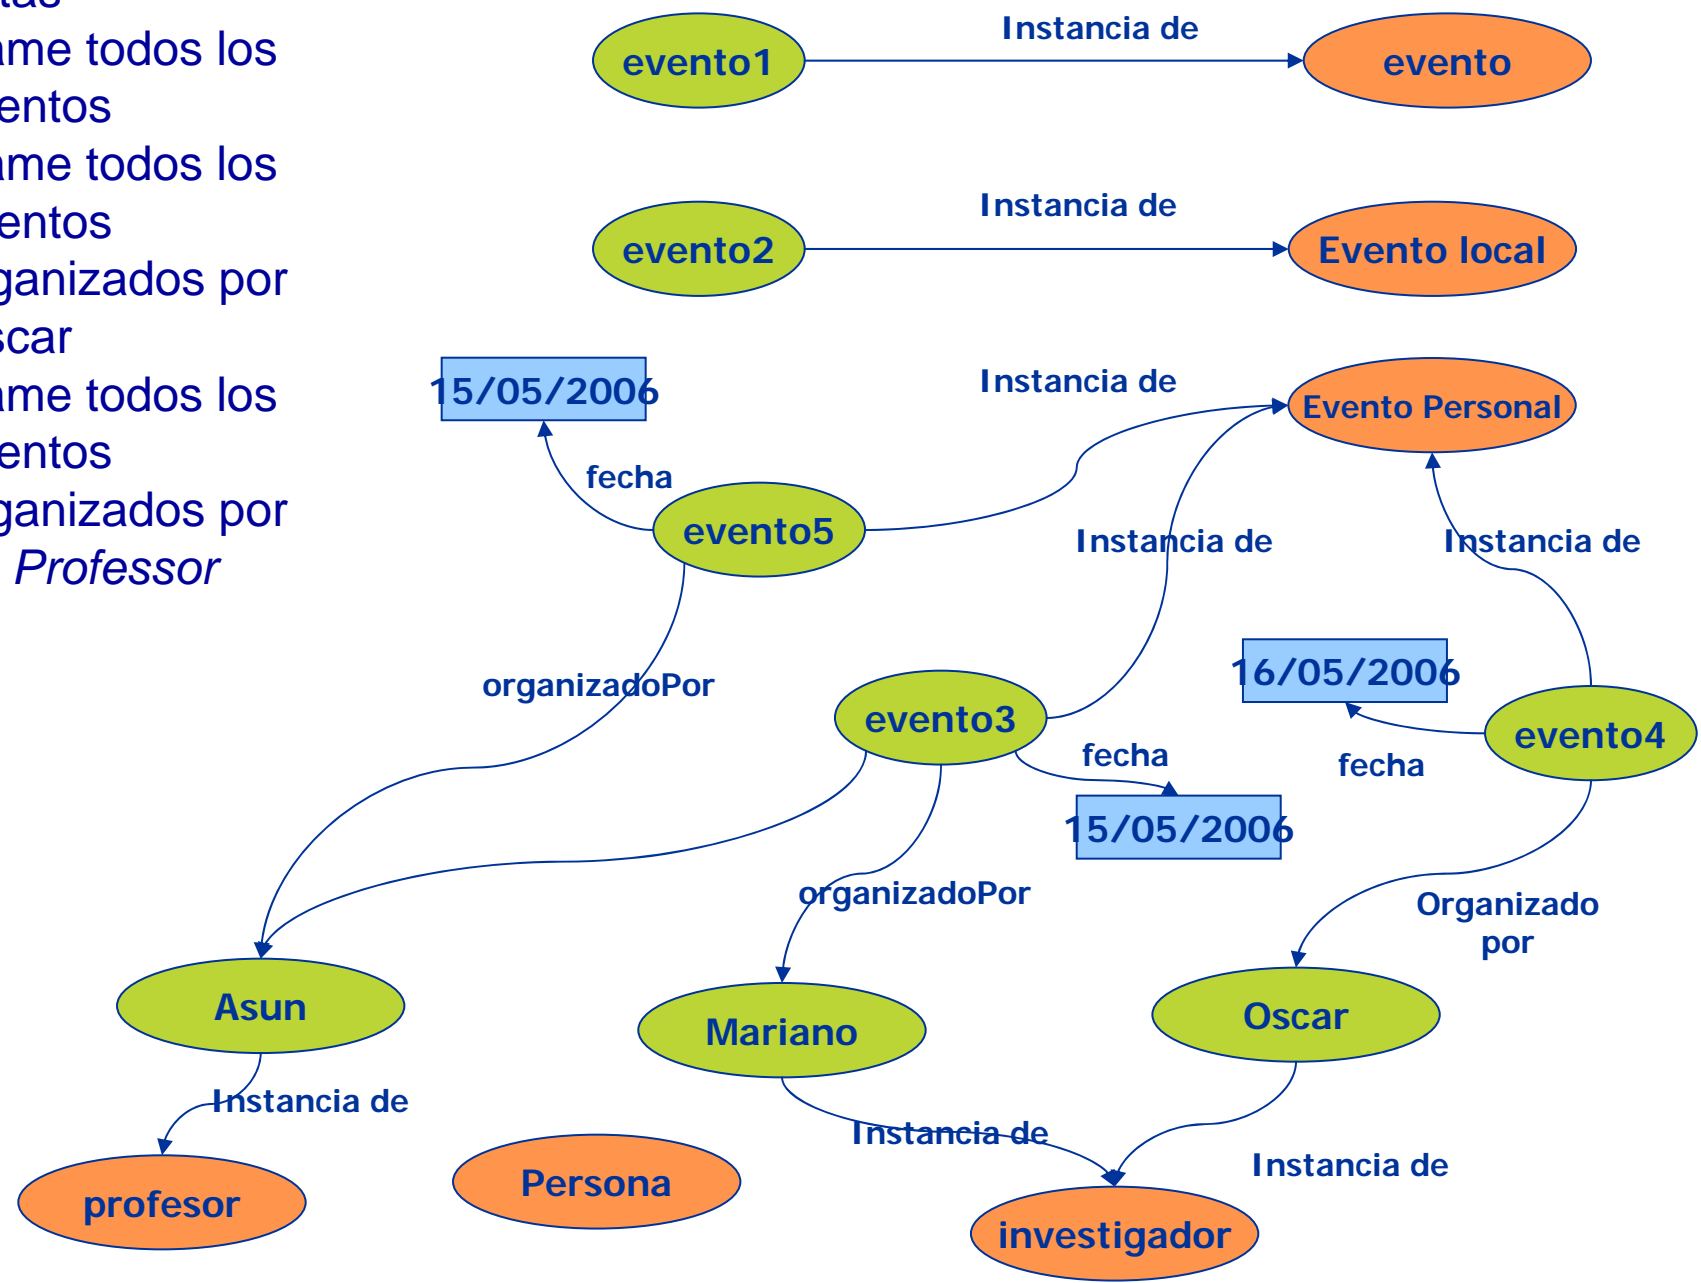 ame todos los
entos
ame todos los
entos
ganizados por
scar
ame todos los
entos
ganizados por
Professor
Instancia de
evento1
evento
Instancia de
evento2
Evento local
15/05/2006
Instancia de
Evento Personal
fecha
evento5
Instancia de
Instancia de
organizadoPor
16/05/2006
evento3
evento4
fecha
fecha
15/05/2006
organizadoPor
Organizado
por
Asun
Mariano
Oscar
Instancia de
Instancia de
Instancia de
Persona
profesor
investigador